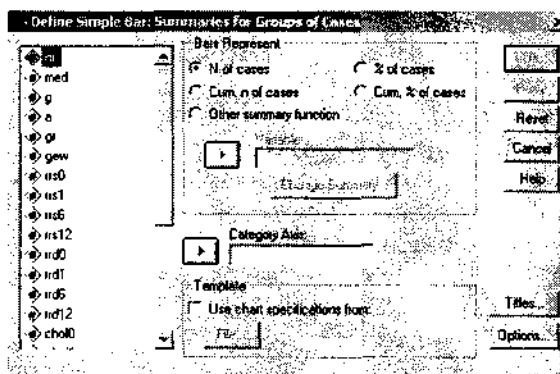 Define Simple Bar: Summaries for Groups of Cases
Bars Represent
N of cases
% of cases
Cum. n of cases
Cum. % of cases
Other summary function
Change Summary
Category Axis:
Template
Use chart specifications from:
File...
med
g
a
gr
gew
rrs0
rrs1
rrs6
rrs12
rrd0
rrd1
rrd6
rrd12
chol0
Reset
Cancel
Help
Titles...
Options...